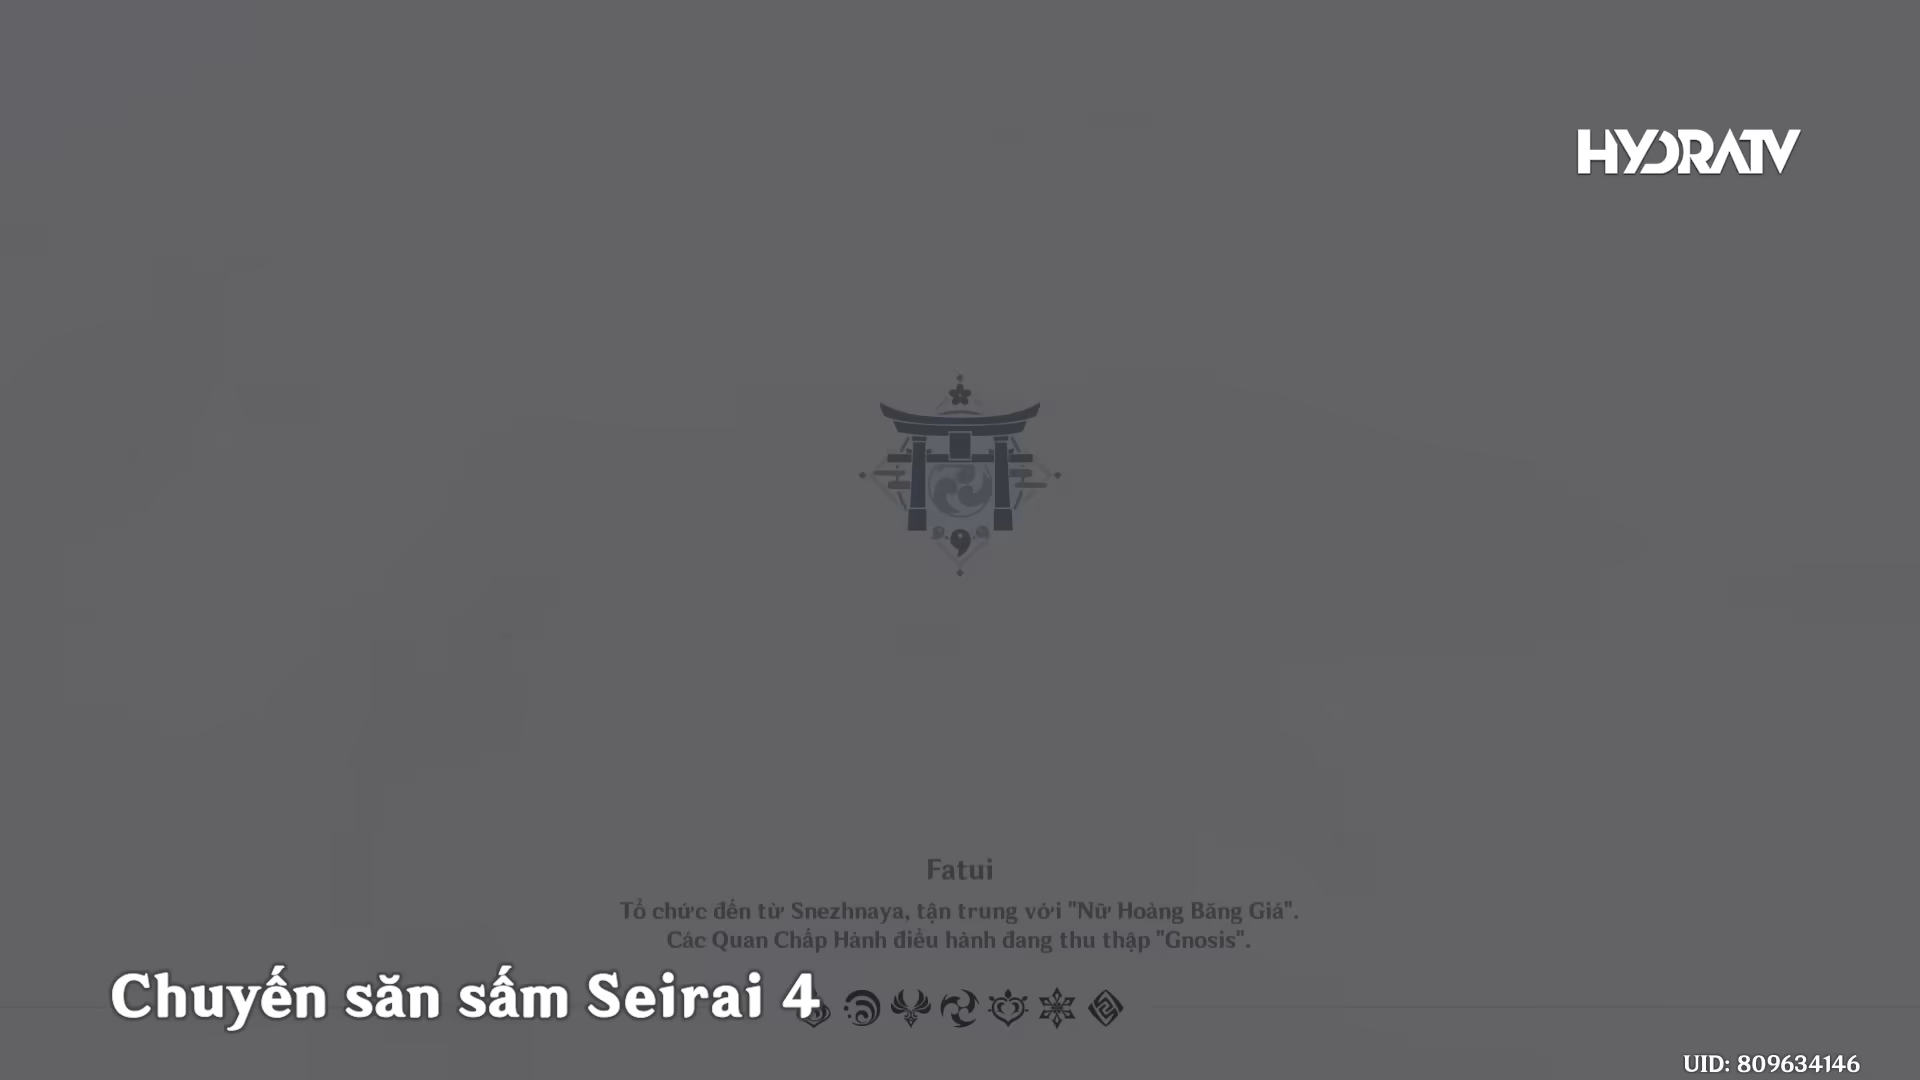 HYDRATV
Fatui
Tổ chức đến từ Snezhnaya, tận trung với "Nữ Hoàng Băng Giá".
Các Quan Chấp Hành điều hành đang thu thập "Gnosis".
Chuyến săn sấm Seirai 4
UID: 809634146